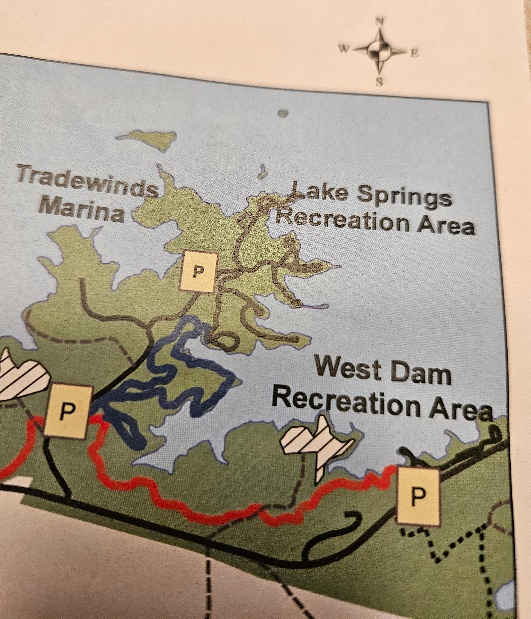 N
W E
S
Tradewinds
Marina
Lake Springs
Recreation Area
P
West Dam
Recreation Area
P
P